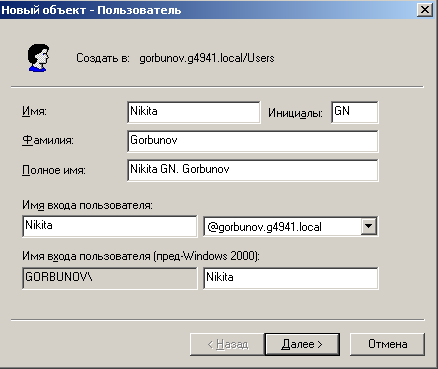 Новый объект - Пользователь
Создать в: gorbunov.g4941.local/Users
Имя: Nikita Инициалы: GN
Фамилия: Gorbunov
Полное имя: Nikita GN. Gorbunov
Имя входа пользователя:
Nikita @gorbunov.g4941.local
Имя входа пользователя (пред-Windows 2000):
GORBUNOV\ Nikita
< Назад Далее > Отмена